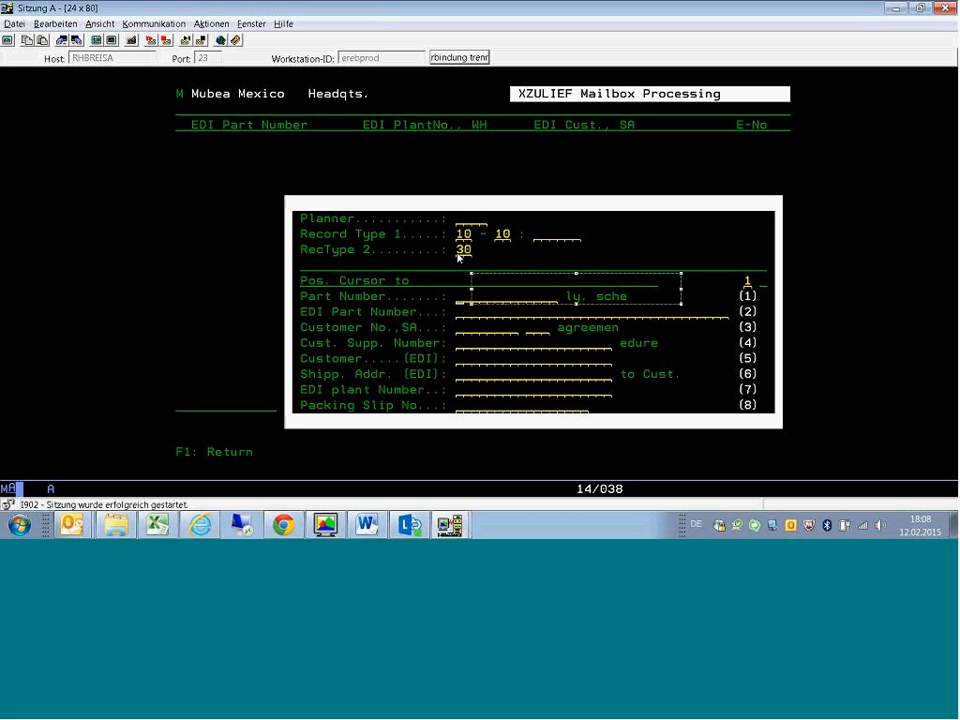 Sitzung A - [24 x 80]
Datei Bearbeiten Ansicht Kommunikation Aktionen Fenster Hilfe
Host: RHBREISA Port: 23 Workstation-ID: erebprod rbindung trenr
M Mubea Mexico Headqts. XZULIEF Mailbox Processing
EDI Part Number EDI PlantNo., WH EDI Cust., SA E-No
Planner...........:
Record Type 1.....: 10 - 10 :
RecType 2.........: 30
Pos. Cursor to 1
Part Number.......: ly. sche (1)
EDI Part Number...: (2)
Customer No.,SA...: agreemen (3)
Cust. Supp. Number: edure (4)
Customer.....(EDI): (5)
Shipp. Addr. (EDI): to Cust. (6)
EDI plant Number..: (7)
Packing Slip No...: (8)
F1: Return
MA A 14/038
I902 - Sitzung wurde erfolgreich gestartet.
DE 18:08
12.02.2015